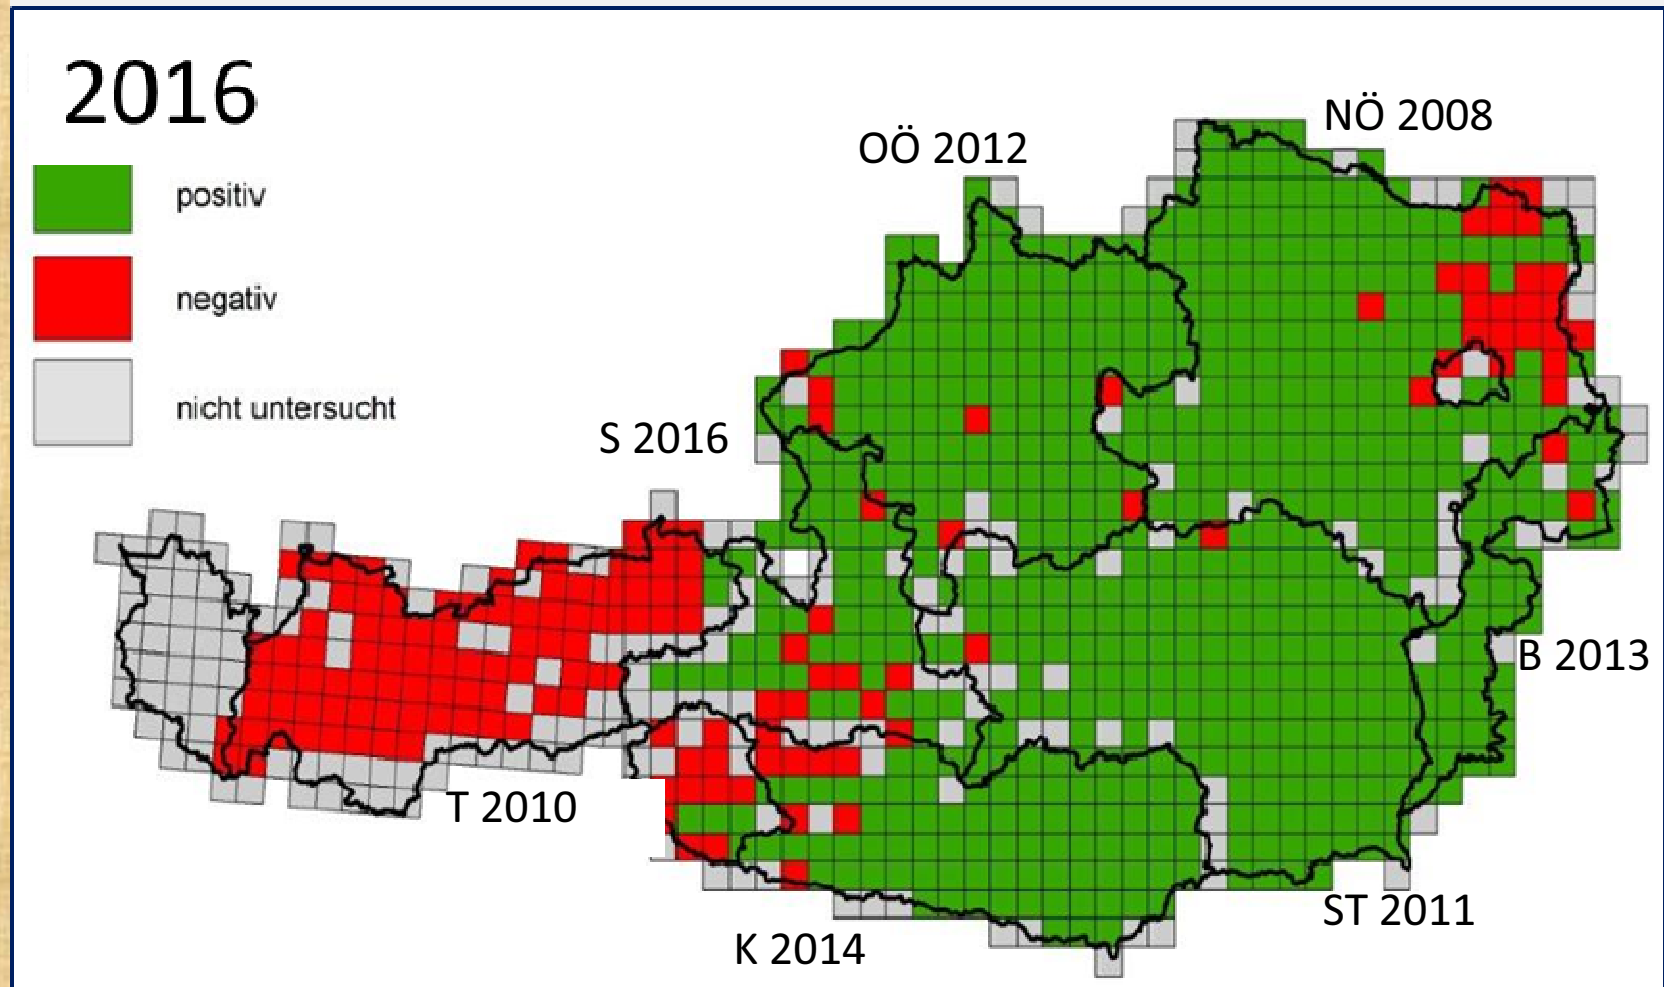 2016
positiv
negativ
nicht untersucht
NÖ 2008
OÖ 2012
S 2016
B 2013
T 2010
ST 2011
K 2014